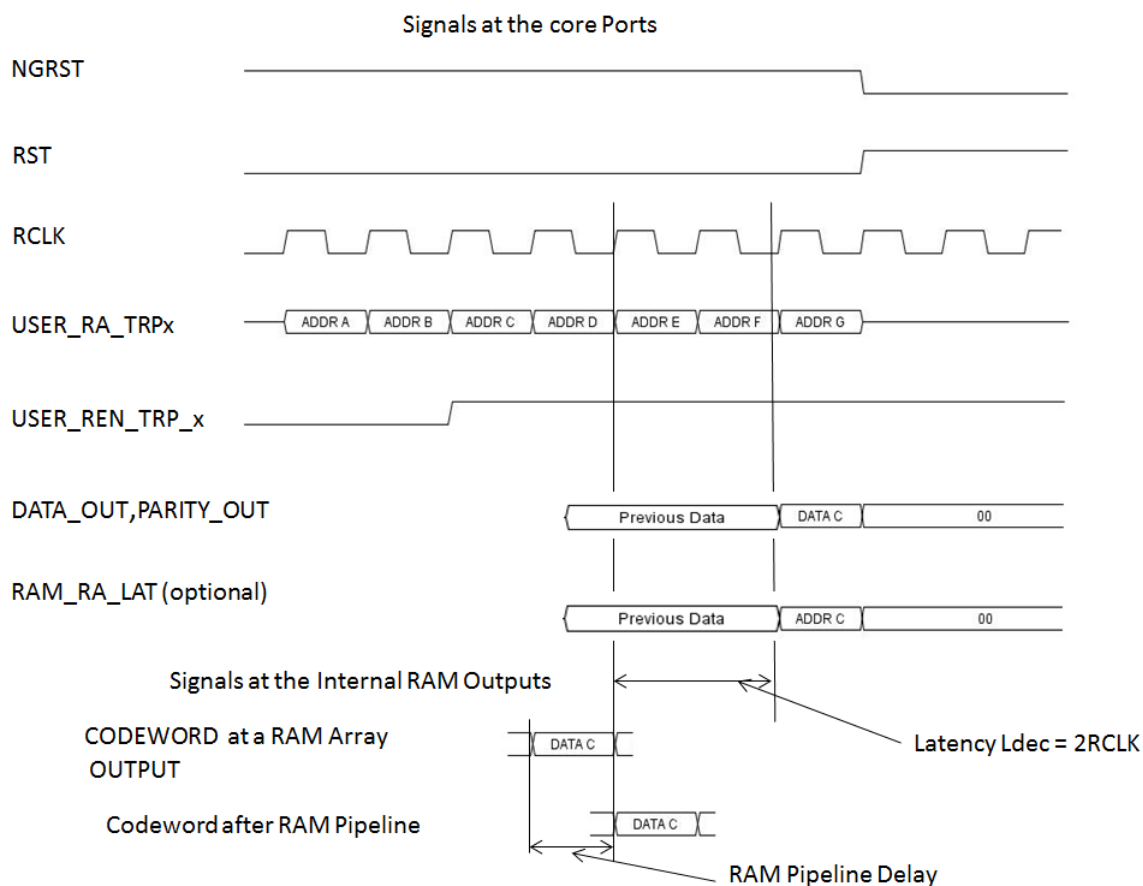 Signals at the core Ports
NGRST
RST
RCLK
USER_RA_TRPx
ADDR A ADDR B ADDR C ADDR D ADDR E ADDR F ADDR G
USER_REN_TRP_x
DATA_OUT,PARITY_OUT
Previous Data DATA C 00
RAM_RA_LAT (optional)
Previous Data ADDR C 00
Signals at the Internal RAM Outputs
CODEWORD at a RAM Array
OUTPUT
DATA C
Latency Ldec = 2RCLK
Codeword after RAM Pipeline
DATA C
RAM Pipeline Delay